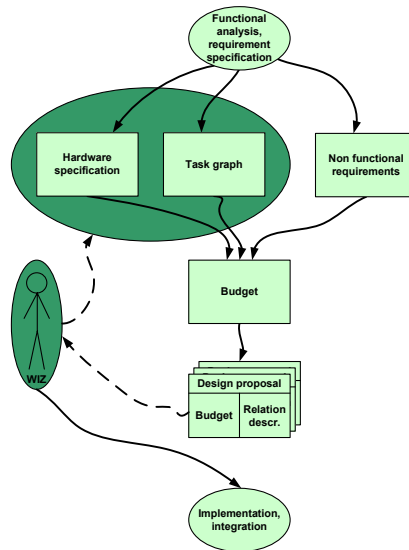 Functional
analysis,
requirement
specification
Hardware
specification
Task graph
Non functional
requirements
Budget
WIZ
Design proposal
Budget
Relation
descr.
Implementation,
integration